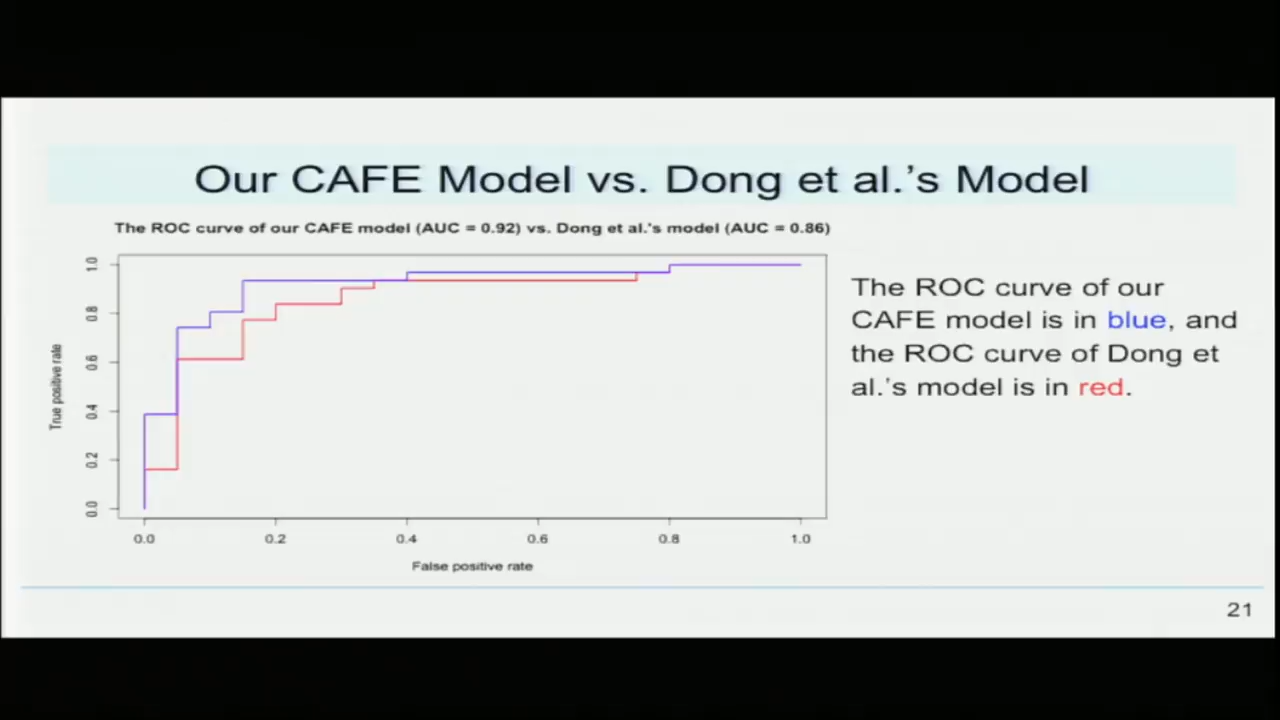 Our CAFE Model vs. Dong et al.'s Model
The ROC curve of our CAFE model (AUC = 0.92) vs. Dong et al.'s model (AUC = 0.86)
1.0
0.8
0.6
0.4
0.2
0.0
True positive rate
0.0 0.2 0.4 0.6 0.8 1.0
False positive rate
The ROC curve of our
CAFE model is in blue, and
the ROC curve of Dong et
al.'s model is in red.
21